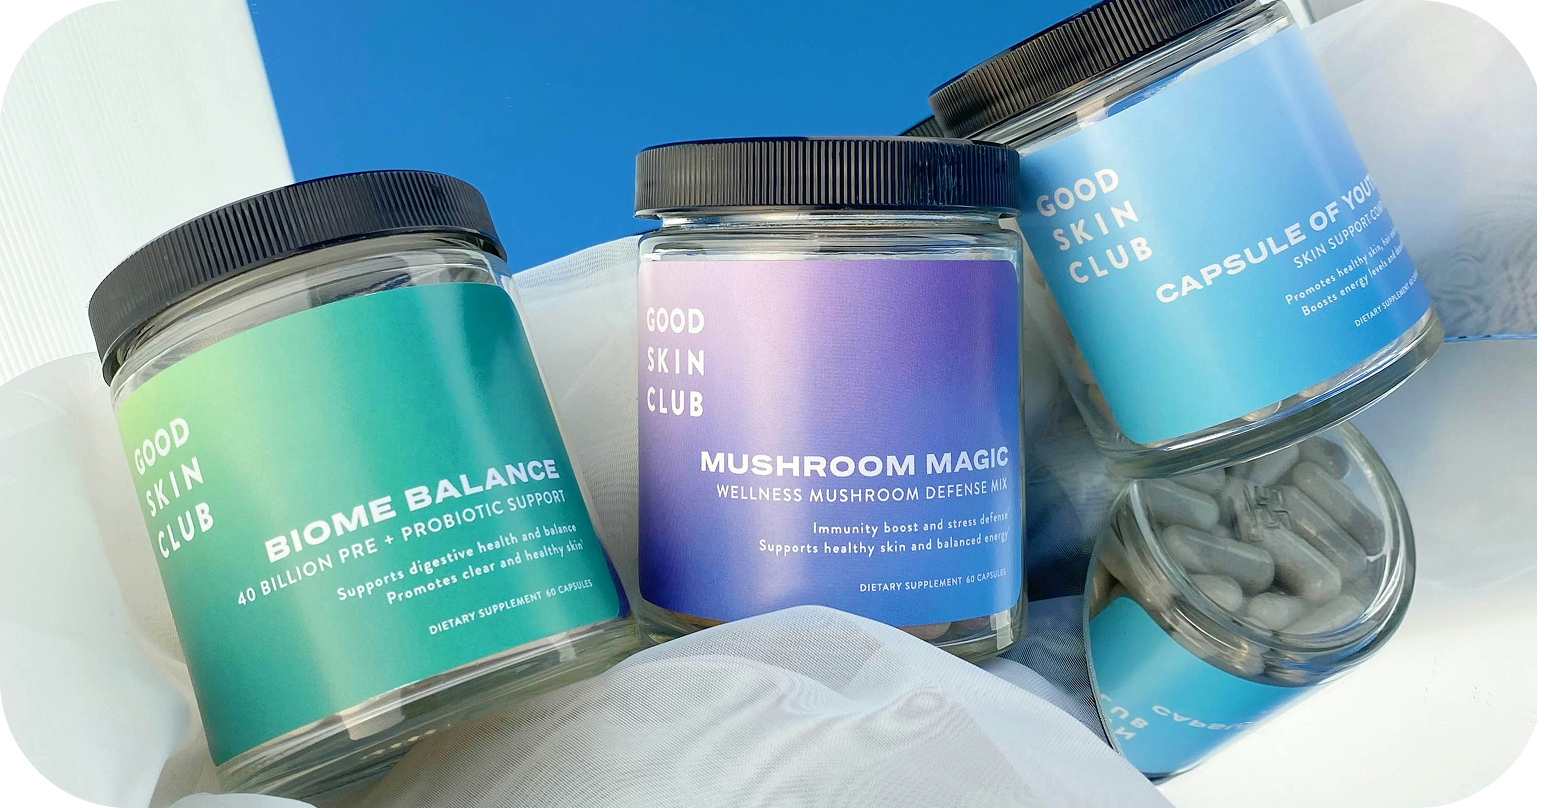 GOOD
SKIN
CLUB
BIOME BALANCE
40 BILLION PRE + PROBIOTIC SUPPORT
Supports digestive health and balance
Promotes clear and healthy skin
DIETARY SUPPLEMENT 60 CAPSULES
GOOD
SKIN
CLUB
MUSHROOM MAGIC
WELLNESS MUSHROOM DEFENSE MIX
Immunity boost and stress defense
Supports healthy skin and balanced energy
DIETARY SUPPLEMENT 60 CAPSULES
GOOD
SKIN
CLUB
CAPSULE OF
SKIN
Promotes healthy skin,
Boosts energy levels and
DIETARY SUPPLEMENT